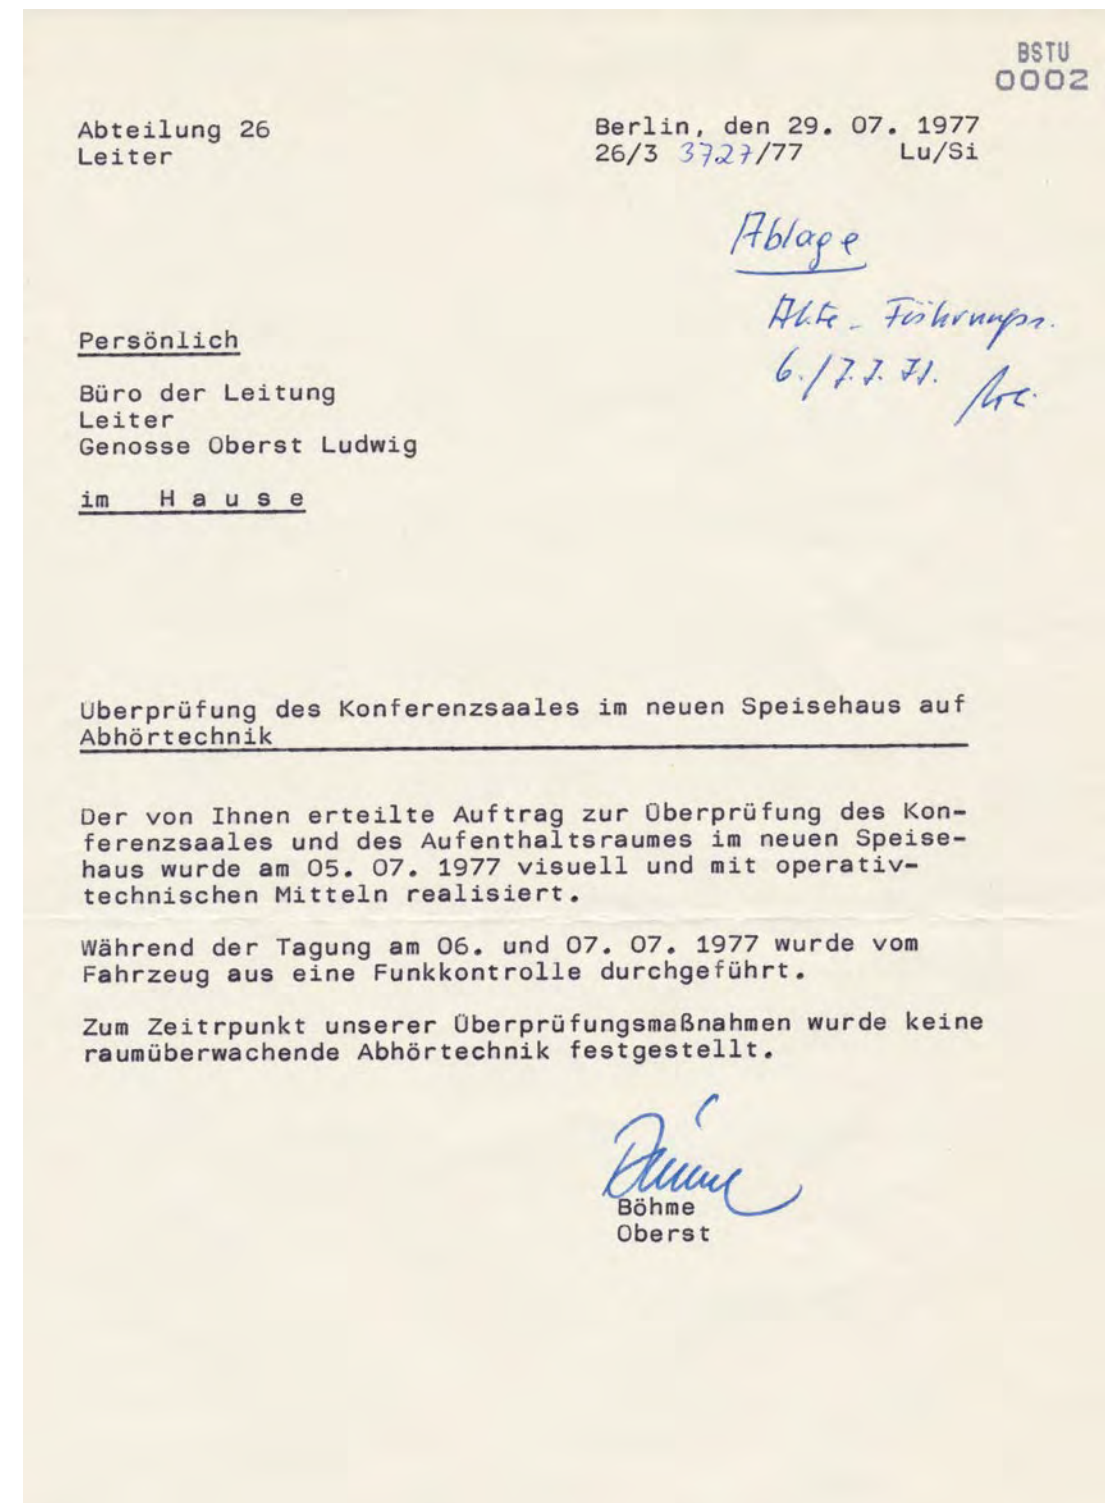 BSTU
0002
Abteilung 26
Leiter
Berlin, den 29. 07. 1977
26/3 3727/77 Lu/Si
Ablage
Akte - Führungs
6./7.7.
Persönlich
Büro der Leitung
Leiter
Genosse Oberst Ludwig
im H a u s e
Uberprüfung des Konferenzsaales im neuen Speisehaus auf
Abhörtechnik
Der von Ihnen erteilte Auftrag zur Überprüfung des Kon-
ferenzsaales und des Aufenthaltsraumes im neuen Speise-
haus wurde am 05. 07. 1977 visuell und mit operativ-
technischen Mitteln realisiert.
Während der Tagung am 06. und 07. 07. 1977 wurde vom
Fahrzeug aus eine Funkkontrolle durchgeführt.
Zum Zeitrpunkt unserer Überprüfungsmaßnahmen wurde keine
raumüberwachende Abhörtechnik festgestellt.
Böhme
Oberst